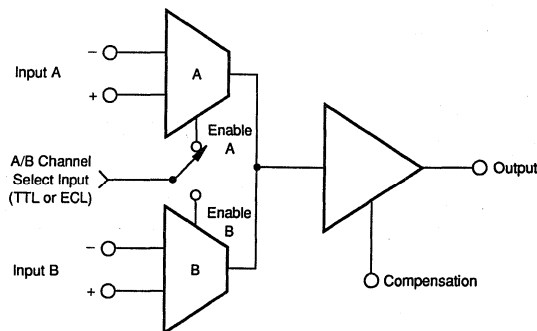 −
Input A
+
A
Enable
A
A/B Channel
Select Input
(TTL or ECL)
Enable
B
−
Input B
+
B
Output
Compensation